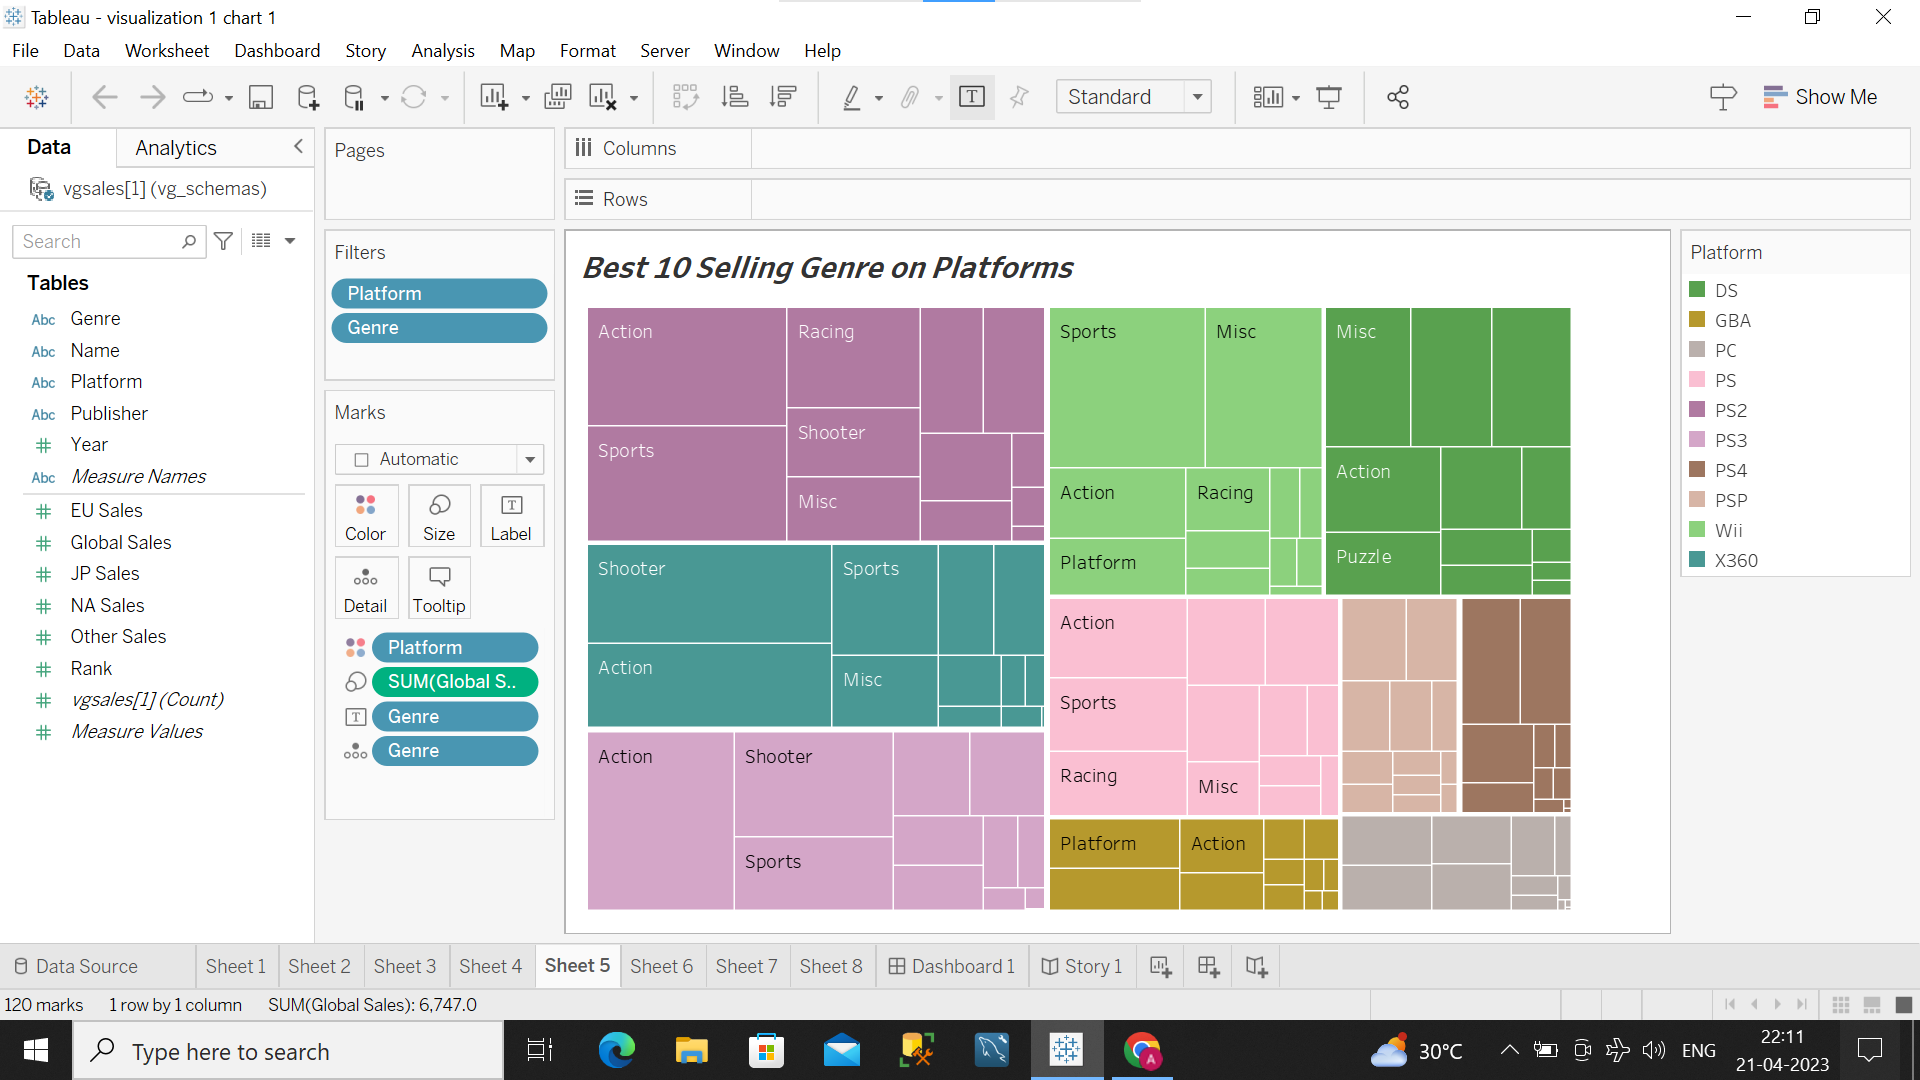 Tableau - visualization 1 chart 1
File Data Worksheet Dashboard Story Analysis Map Format Server Window Help
Standard
Show Me
Data Analytics
vgsales[1] (vg_schemas)
Search
Tables
Abc Genre
Abc Name
Abc Platform
Abc Publisher
Year
Abc Measure Names
EU Sales
Global Sales
JP Sales
NA Sales
Other Sales
Rank
vgsales[1] (Count)
Measure Values
Pages
Filters
Platform
Genre
Marks
Automatic
Color Size Label
Detail Tooltip
Platform
SUM(Global S..
Genre
Genre
Columns
Rows
Best 10 Selling Genre on Platforms
Action
Racing
Sports
Shooter
Misc
Shooter
Sports
Action
Misc
Action
Shooter
Sports
Sports
Misc
Action
Racing
Platform
Misc
Action
Puzzle
Action
Sports
Racing
Misc
Platform
Action
Platform
DS
GBA
PC
PS
PS2
PS3
PS4
PSP
Wii
X360
Data Source Sheet 1 Sheet 2 Sheet 3 Sheet 4 Sheet 5 Sheet 6 Sheet 7 Sheet 8 Dashboard 1 Story 1
120 marks 1 row by 1 column SUM(Global Sales): 6,747.0
Type here to search
A
30°C
ENG
22:11
21-04-2023